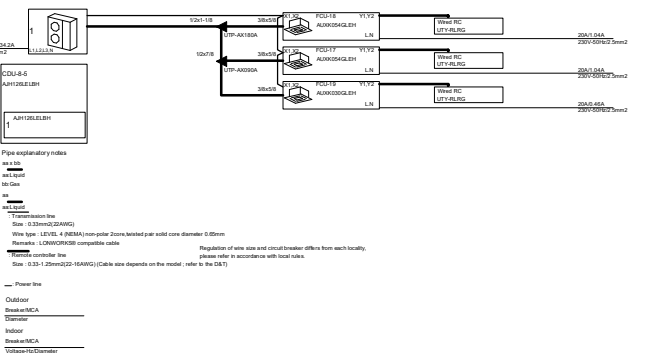 1/2x1-1/8
3/8x5/8
X1,X2
FCU-18
Y1,Y2
AUXK054GLEH
L.N
Wired RC
UTY-RLRG
20A/1.04A
230V-50Hz/2.5mm2
UTP-AX180A
1
L1,L2,L3,N
34.2A
1/2x7/8
3/8x5/8
X1,X2
FCU-17
Y1,Y2
AUXK054GLEH
L.N
Wired RC
UTY-RLRG
20A/1.04A
230V-50Hz/2.5mm2
UTP-AX090A
CDU-8-5
AJH126LELBH
3/8x5/8
X1,X2
FCU-19
Y1,Y2
AUXK030GLEH
L.N
Wired RC
UTY-RLRG
20A/0.46A
230V-50Hz/2.5mm2
AJH126LELBH
1
Pipe explanatory notes
aa x bb
aa:Liquid
bb:Gas
aa
aa:Liquid
: Transmission line
Size : 0.33mm2(22AWG)
Wire type : LEVEL 4 (NEMA) non-polar 2core,twisted pair solid core diameter 0.65mm
Remarks : LONWORKS® compatible cable
: Remote controller line
Size : 0.33-1.25mm2(22-16AWG) (Cable size depends on the model ; refer to the D&T)
Regulation of wire size and circuit breaker differs from each locality,
please refer in accordance with local rules.
: Power line
Outdoor
Breaker/MCA
Diameter
Indoor
Breaker/MCA
Voltage-Hz/Diameter